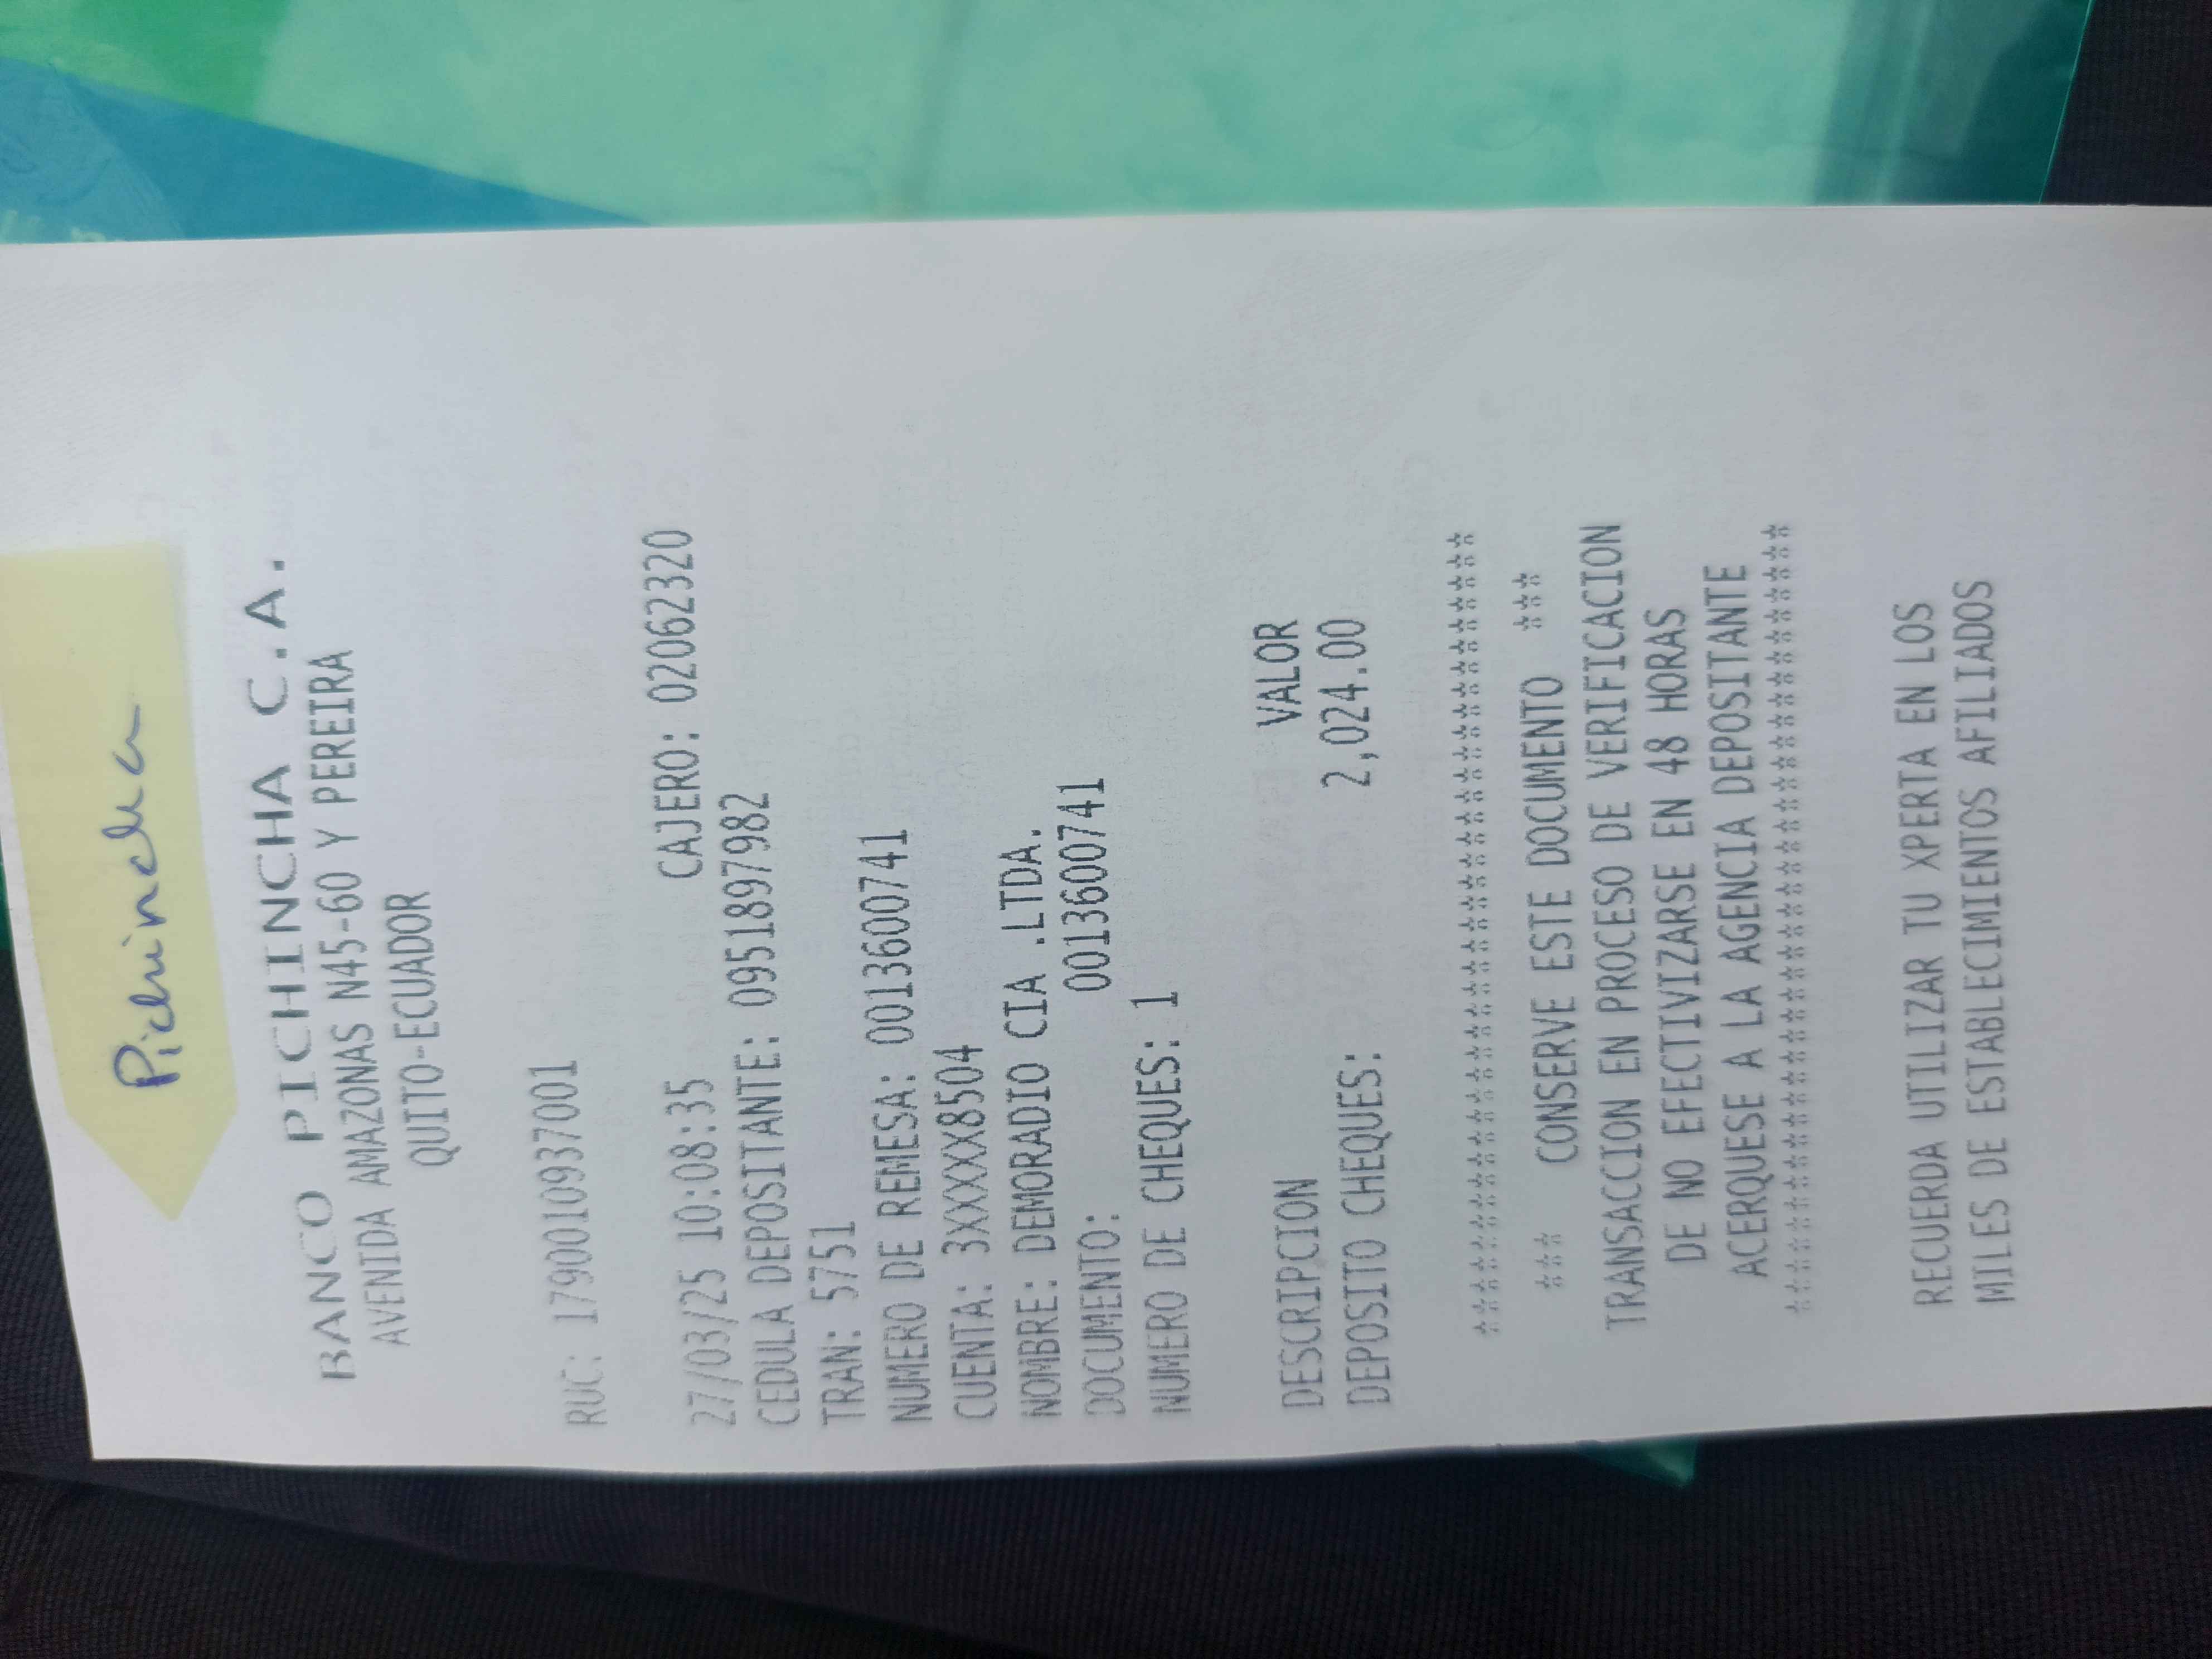 Pichincha
BANCO PICHINCHA C.A.
AVENIDA AMAZONAS N45-60 Y PEREIRA
QUITO-ECUADOR
RUC: 1790010937001
27/03/25 10:08:35 CAJERO: 02062320
CEDULA DEPOSITANTE: 0951897982
TRAN: 5751
NUMERO DE REMESA: 001360074​1
CUENTA: 3XXXXX8504
NOMBRE: DEMORADIO CIA .LTDA.
DOCUMENTO: 0013600741
NUMERO DE CHEQUES: 1
DESCRIPCION VALOR
DEPOSITO CHEQUES: 2,024.00
****************************************
*** CONSERVE ESTE DOCUMENTO ***
TRANSACCION EN PROCESO DE VERIFICACION
DE NO EFECTIVIZARSE EN 48 HORAS
ACERQUESE A LA AGENCIA DEPOSITANTE
****************************************
RECUERDA UTILIZAR TU XPERTA EN LOS
MILES DE ESTABLECIMIENTOS AFILIADOS